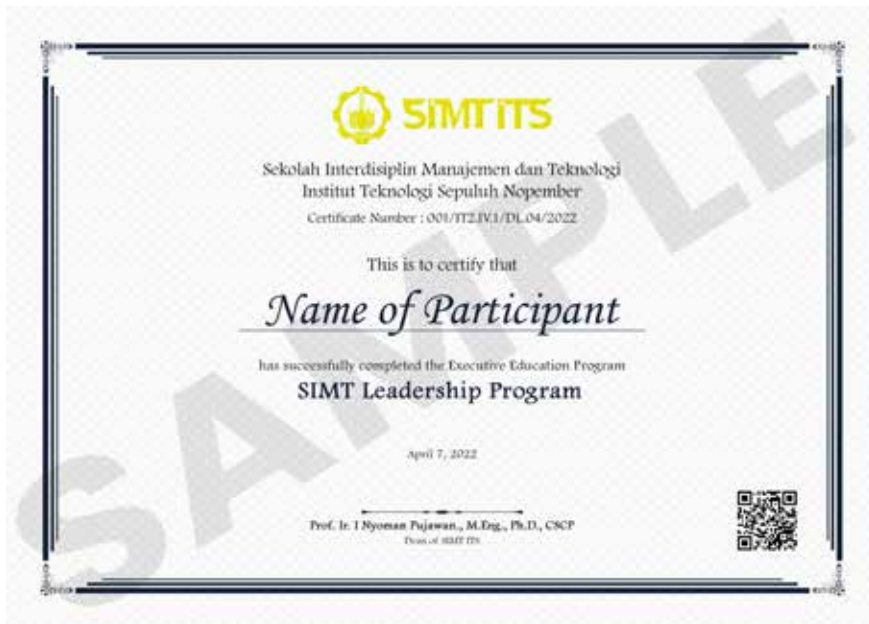 SIMT ITS
Sekolah Interdisiplin Manajemen dan Teknologi
Institut Teknologi Sepuluh Nopember
Certificate Number : 001/IT2.IV.1/DL.04/2022
This is to certify that
Name of Participant
has successfully completed the Executive Education Program
SIMT Leadership Program
April 7, 2022
Prof. Ir. I Nyoman Pujawan., M.Eng., Ph.D., CSCP
Dean of SIMT ITS
SAMPLE